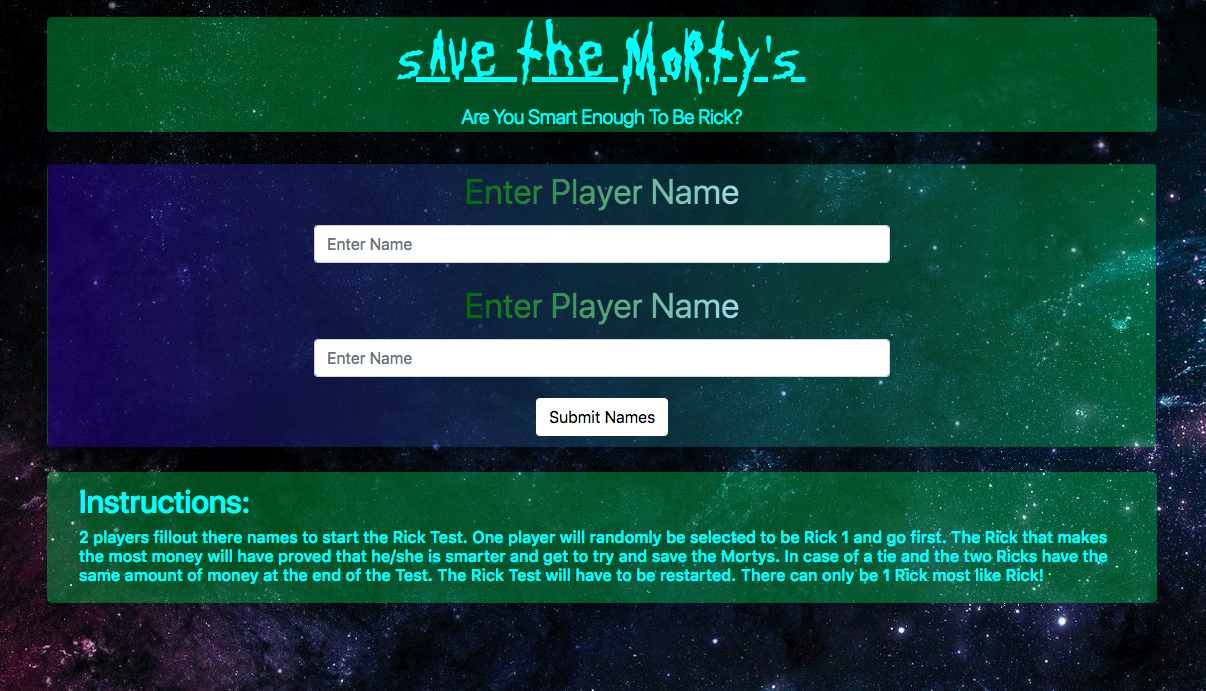 sAve the MoRty's
Are You Smart Enough To Be Rick?
Enter Player Name
Enter Name
Enter Player Name
Enter Name
Submit Names
Instructions:
2 players fillout there names to start the Rick Test. One player will randomly be selected to be Rick 1 and go first. The Rick that makes
the most money will have proved that he/she is smarter and get to try and save the Mortys. In case of a tie and the two Ricks have the
same amount of money at the end of the Test. The Rick Test will have to be restarted. There can only be 1 Rick most like Rick!